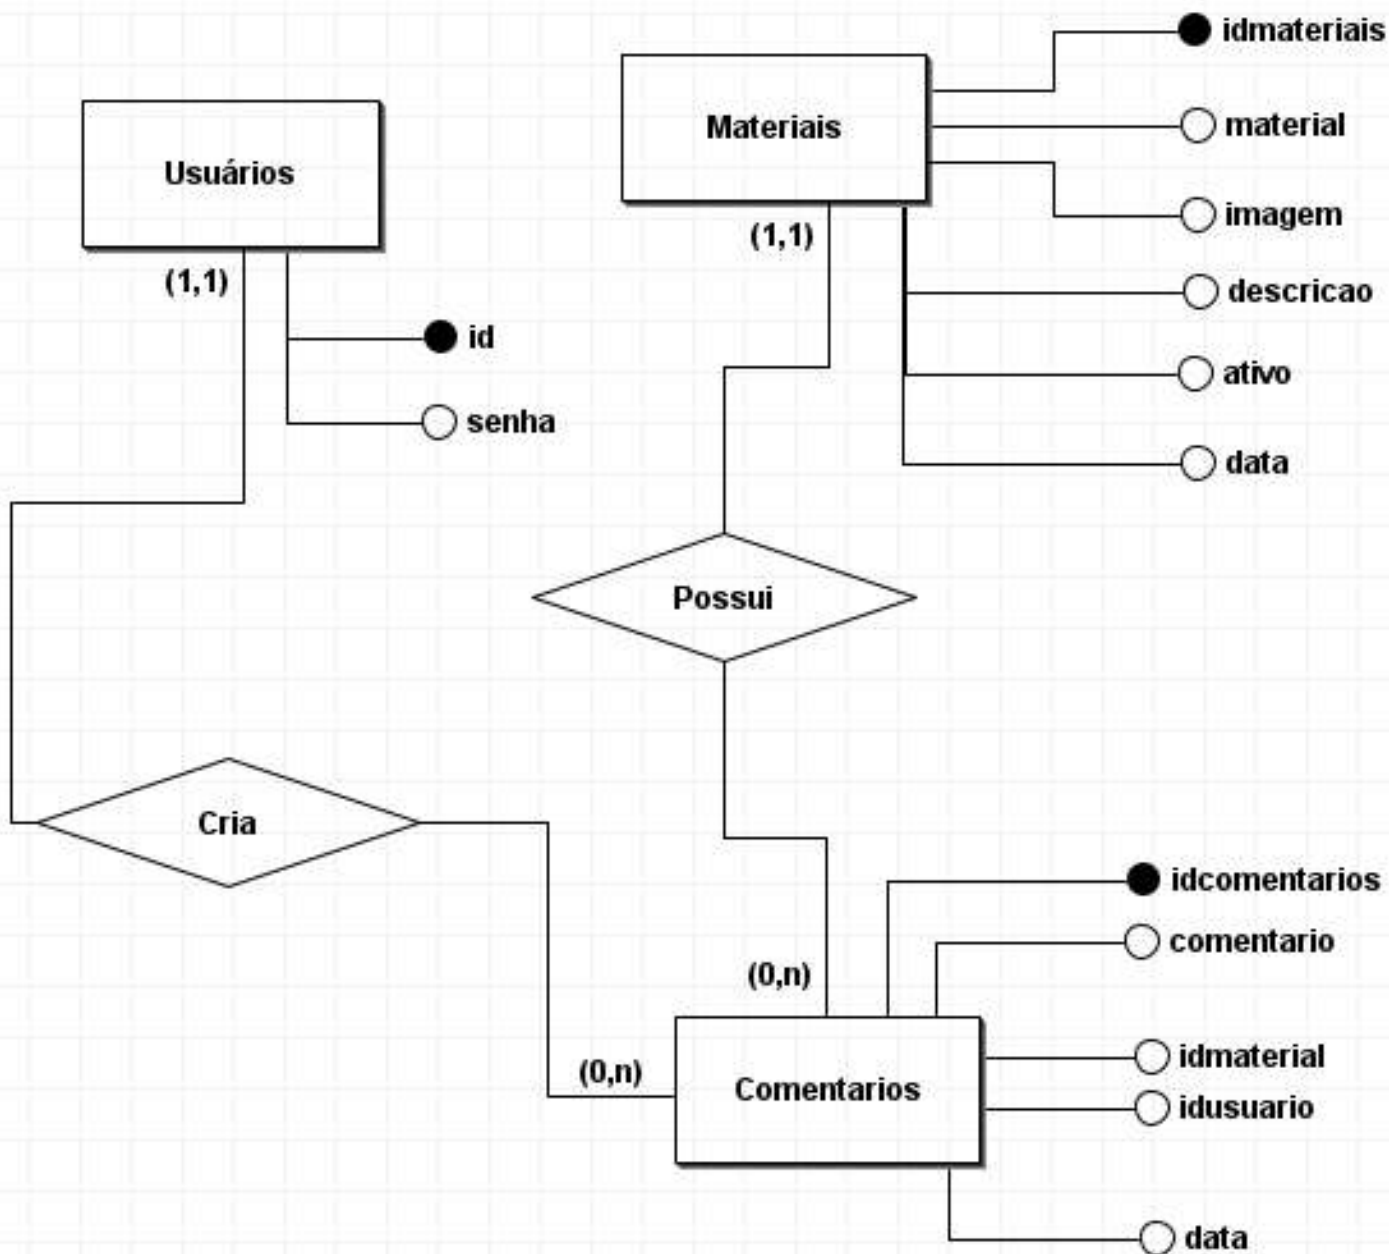 idmateriais
Materiais
material
Usuários
imagem
(1,1)
(1,1)
descricao
id
ativo
senha
data
Possui
Cria
idcomentarios
comentario
(0,n)
idmaterial
(0,n)
Comentarios
idusuario
data